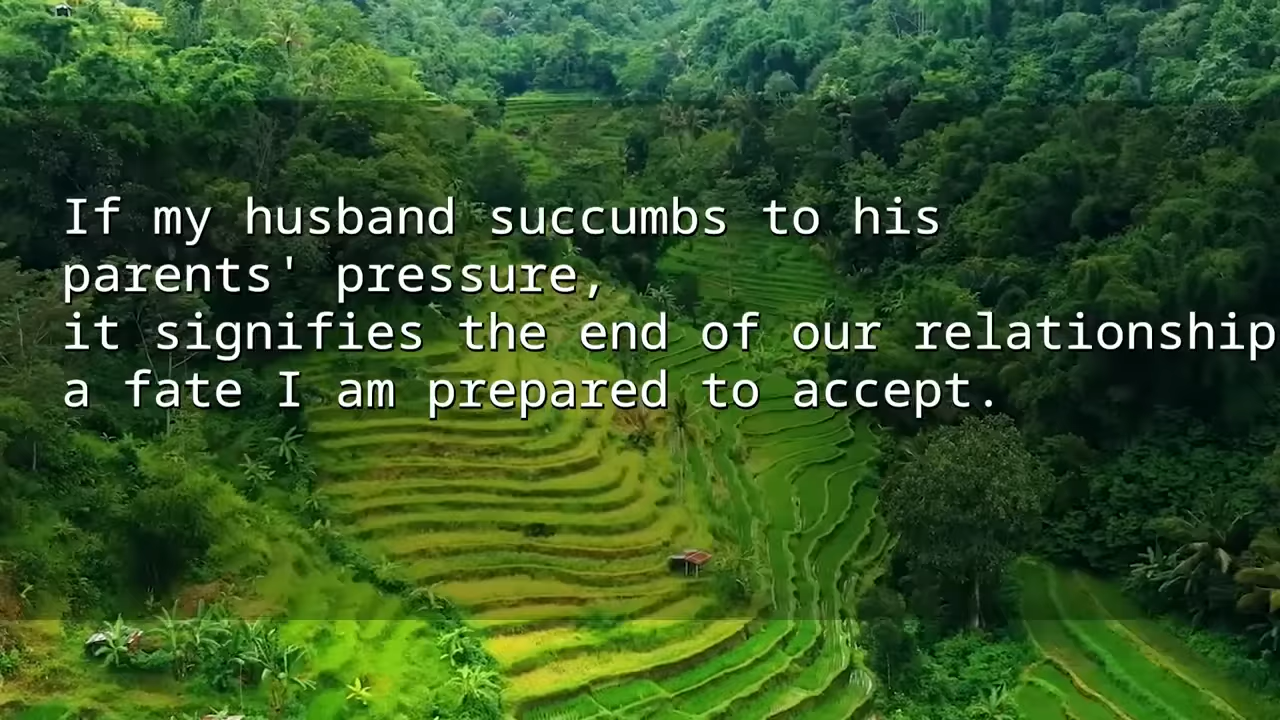 If my husband succumbs to his
parents' pressure,
it signifies the end of our relationship
a fate I am prepared to accept.